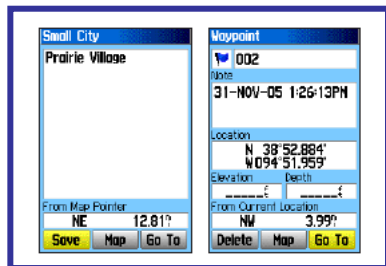 Small City
Prairie Village
From Map Pointer
NE 12.81
Save Map Go To
Waypoint
002
Note
31-NOV-05 1:26:13PM
Location
N 38°52.884'
W094°51.959'
Elevation Depth
From Current Location
NW 3.99
Delete Map Go To